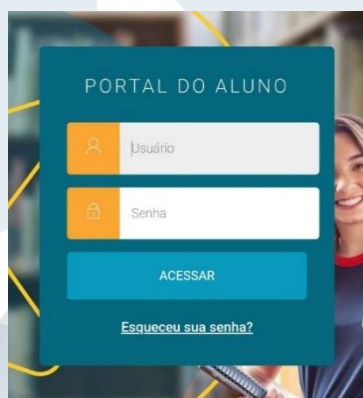 PORTAL DO ALUNO
Usuário
Senha
ACESSAR
Esqueceu sua senha?